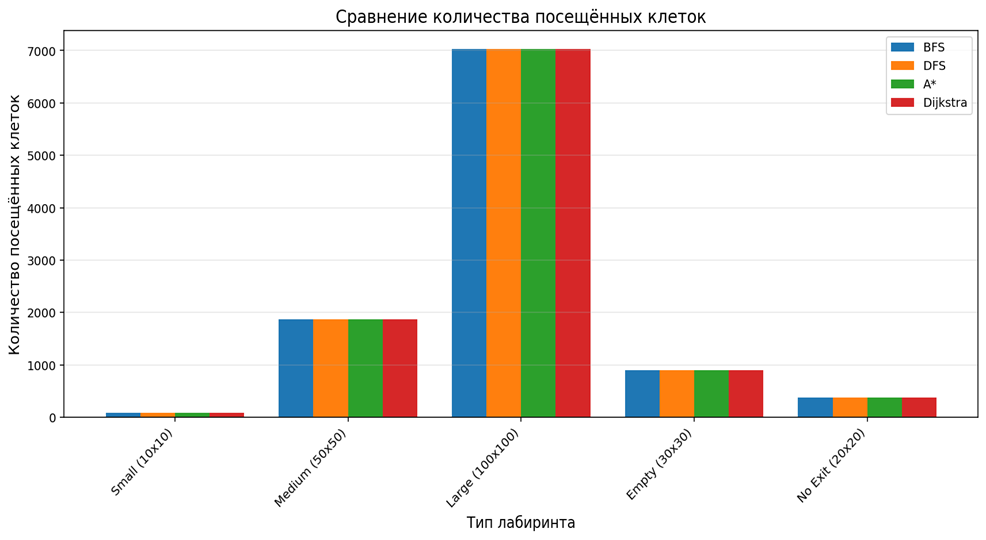 Сравнение количества посещённых клеток
BFS
DFS
A*
Dijkstra
Количество посещённых клеток
7000
6000
5000
4000
3000
2000
1000
0
Small (10x10)
Medium (50x50)
Large (100x100)
Empty (30x30)
No Exit (20x20)
Тип лабиринта